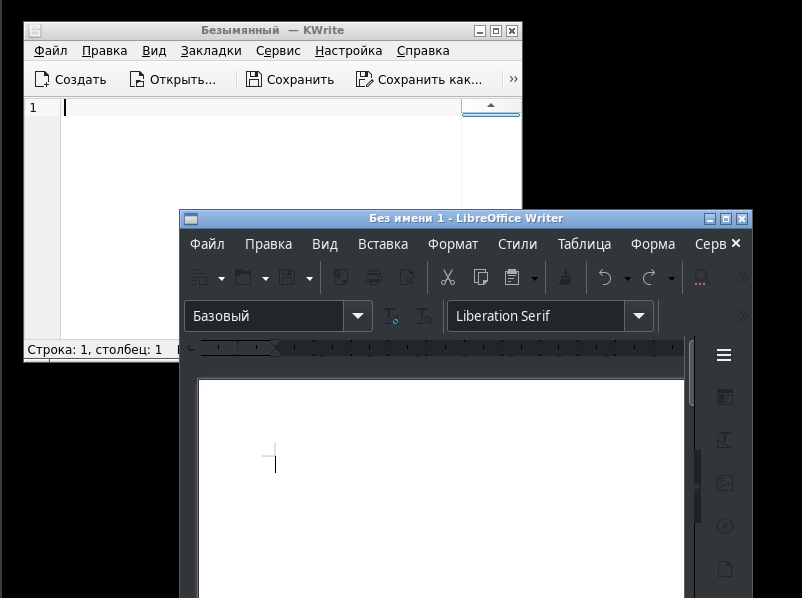 Безымянный — KWrite
Файл Правка Вид Закладки Сервис Настройка Справка
Создать Открыть... Сохранить Сохранить как... »
1
Строка: 1, столбец: 1
Без имени 1 - LibreOffice Writer
Файл Правка Вид Вставка Формат Стили Таблица Форма Серв
Базовый Liberation Serif